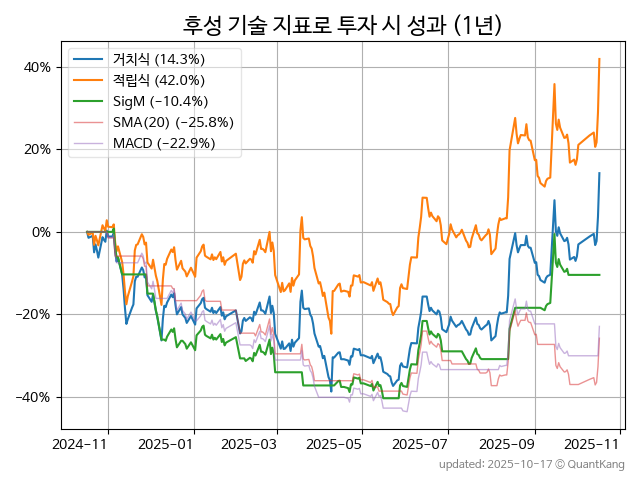 후성 기술 지표로 투자 시 성과 (1년)
거치식 (14.3%)
적립식 (42.0%)
SigM (−10.4%)
SMA(20) (−25.8%)
MACD (−22.9%)
40%
20%
0%
−20%
−40%
2024-11 2025-01 2025-03 2025-05 2025-07 2025-09 2025-11
updated: 2025-10-17 © QuantKang